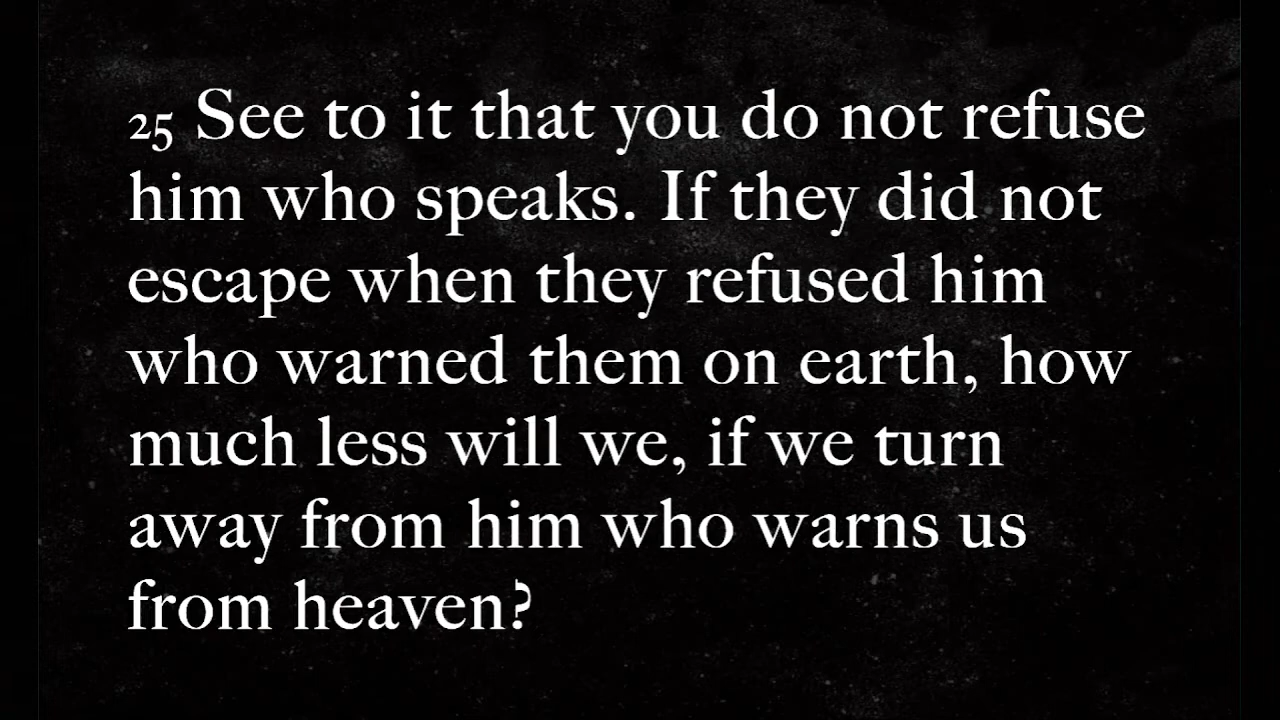 25 See to it that you do not refuse
him who speaks. If they did not
escape when they refused him
who warned them on earth, how
much less will we, if we turn
away from him who warns us
from heaven?